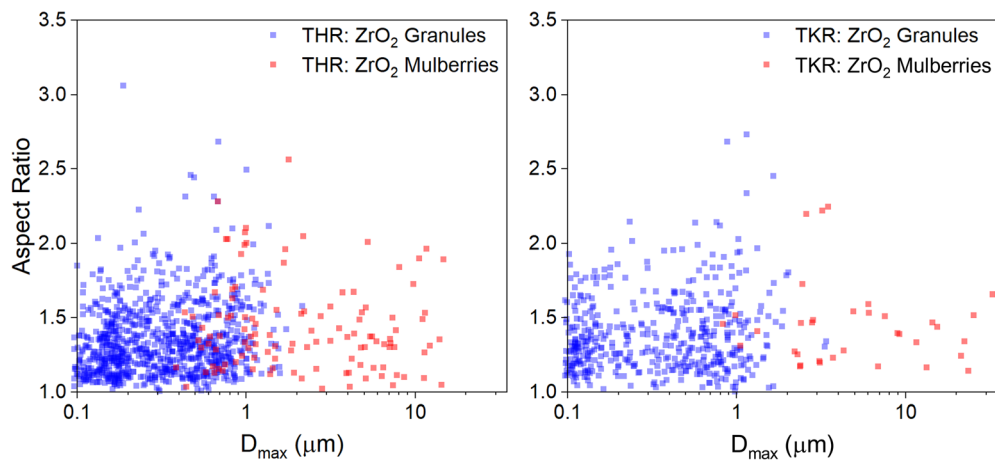 3.5
3.0
2.5
2.0
1.5
1.0
Aspect Ratio
0.1
1
10
D_max (μm)
THR: ZrO₂ Granules
THR: ZrO₂ Mulberries
3.5
3.0
2.5
2.0
1.5
1.0
0.1
1
10
D_max (μm)
TKR: ZrO₂ Granules
TKR: ZrO₂ Mulberries